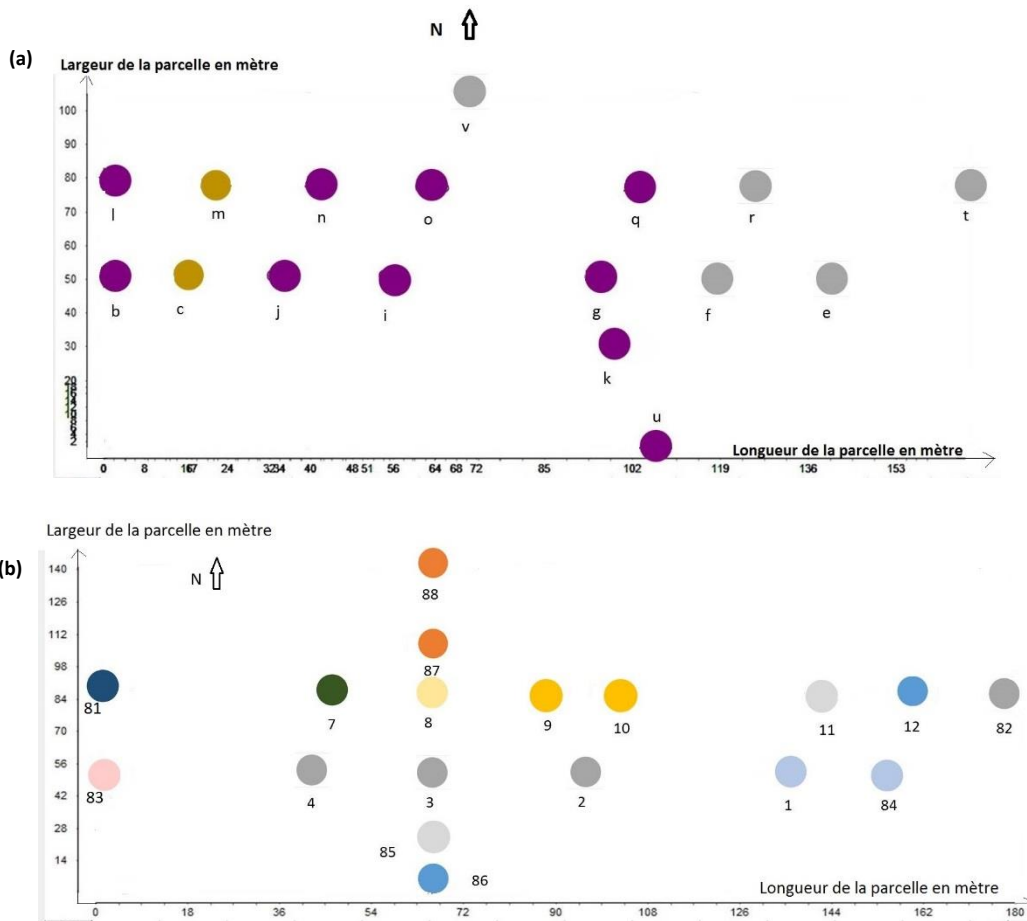 N
(a)
Largeur de la parcelle en mètre
100
v
90
80
l m n o q r t
70
60
50
b c j i g f e
40
30
k
20
u
8
6
4
2
Longueur de la parcelle en mètre
0 8 16 17 24 32 34 40 48 51 56 64 68 72 85 102 119 136 153
Largeur de la parcelle en mètre
(b)
N
140
88
126
112
87
98
84
81 7 8 9 10 11 12 82
70
56
83 4 3 2 1 84
42
28
85
14
86
Longueur de la parcelle en mètre
0 18 36 54 72 90 108 126 144 162 180